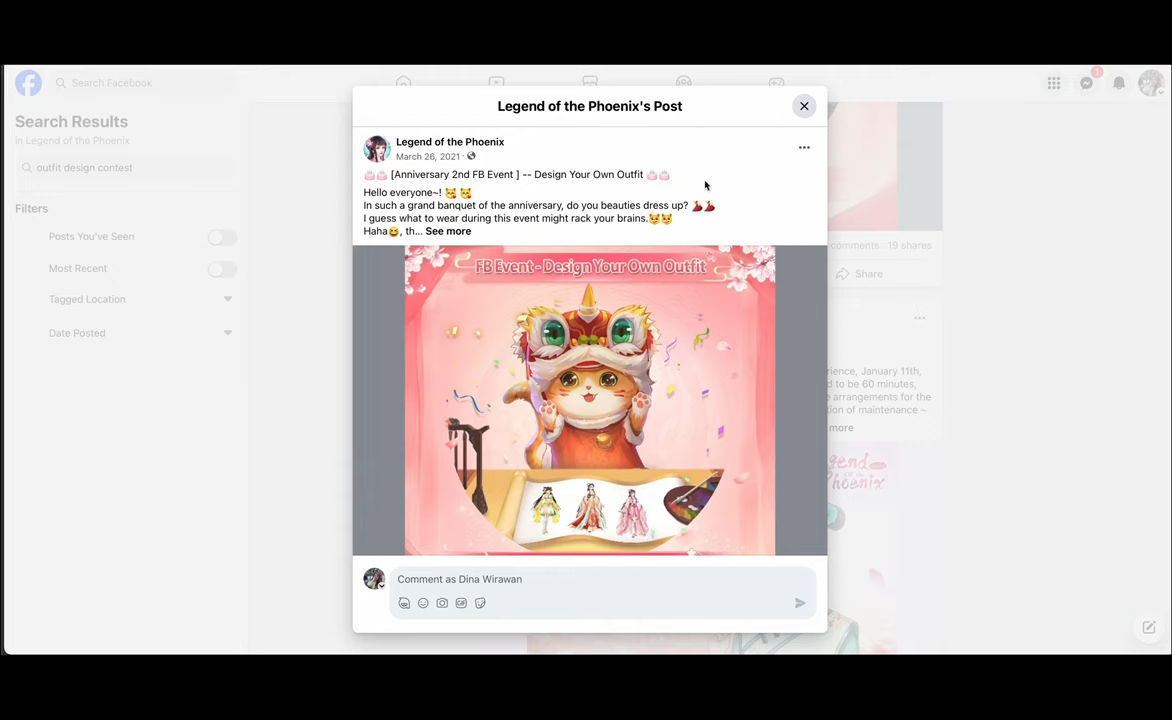 Search Facebook
1
Search Results
in Legend of the Phoenix
outfit design contest
Filters
Posts You've Seen
Most Recent
Tagged Location
Date Posted
Legend of the Phoenix's Post
Legend of the Phoenix
March 26, 2021 ·
🎂🎂 [Anniversary 2nd FB Event ] -- Design Your Own Outfit 🎂🎂
Hello everyone~! 🥰 🥰
In such a grand banquet of the anniversary, do you beauties dress up? 💃💃
I guess what to wear during this event might rack your brains.😼😼
Haha😆, th... See more
FB Event - Design Your Own Outfit
Comment as Dina Wirawan
GIF
comments 19 shares
Share
rience, January 11th,
d to be 60 minutes,
e arrangements for the
ion of maintenance ~
more
gend
Phoenix